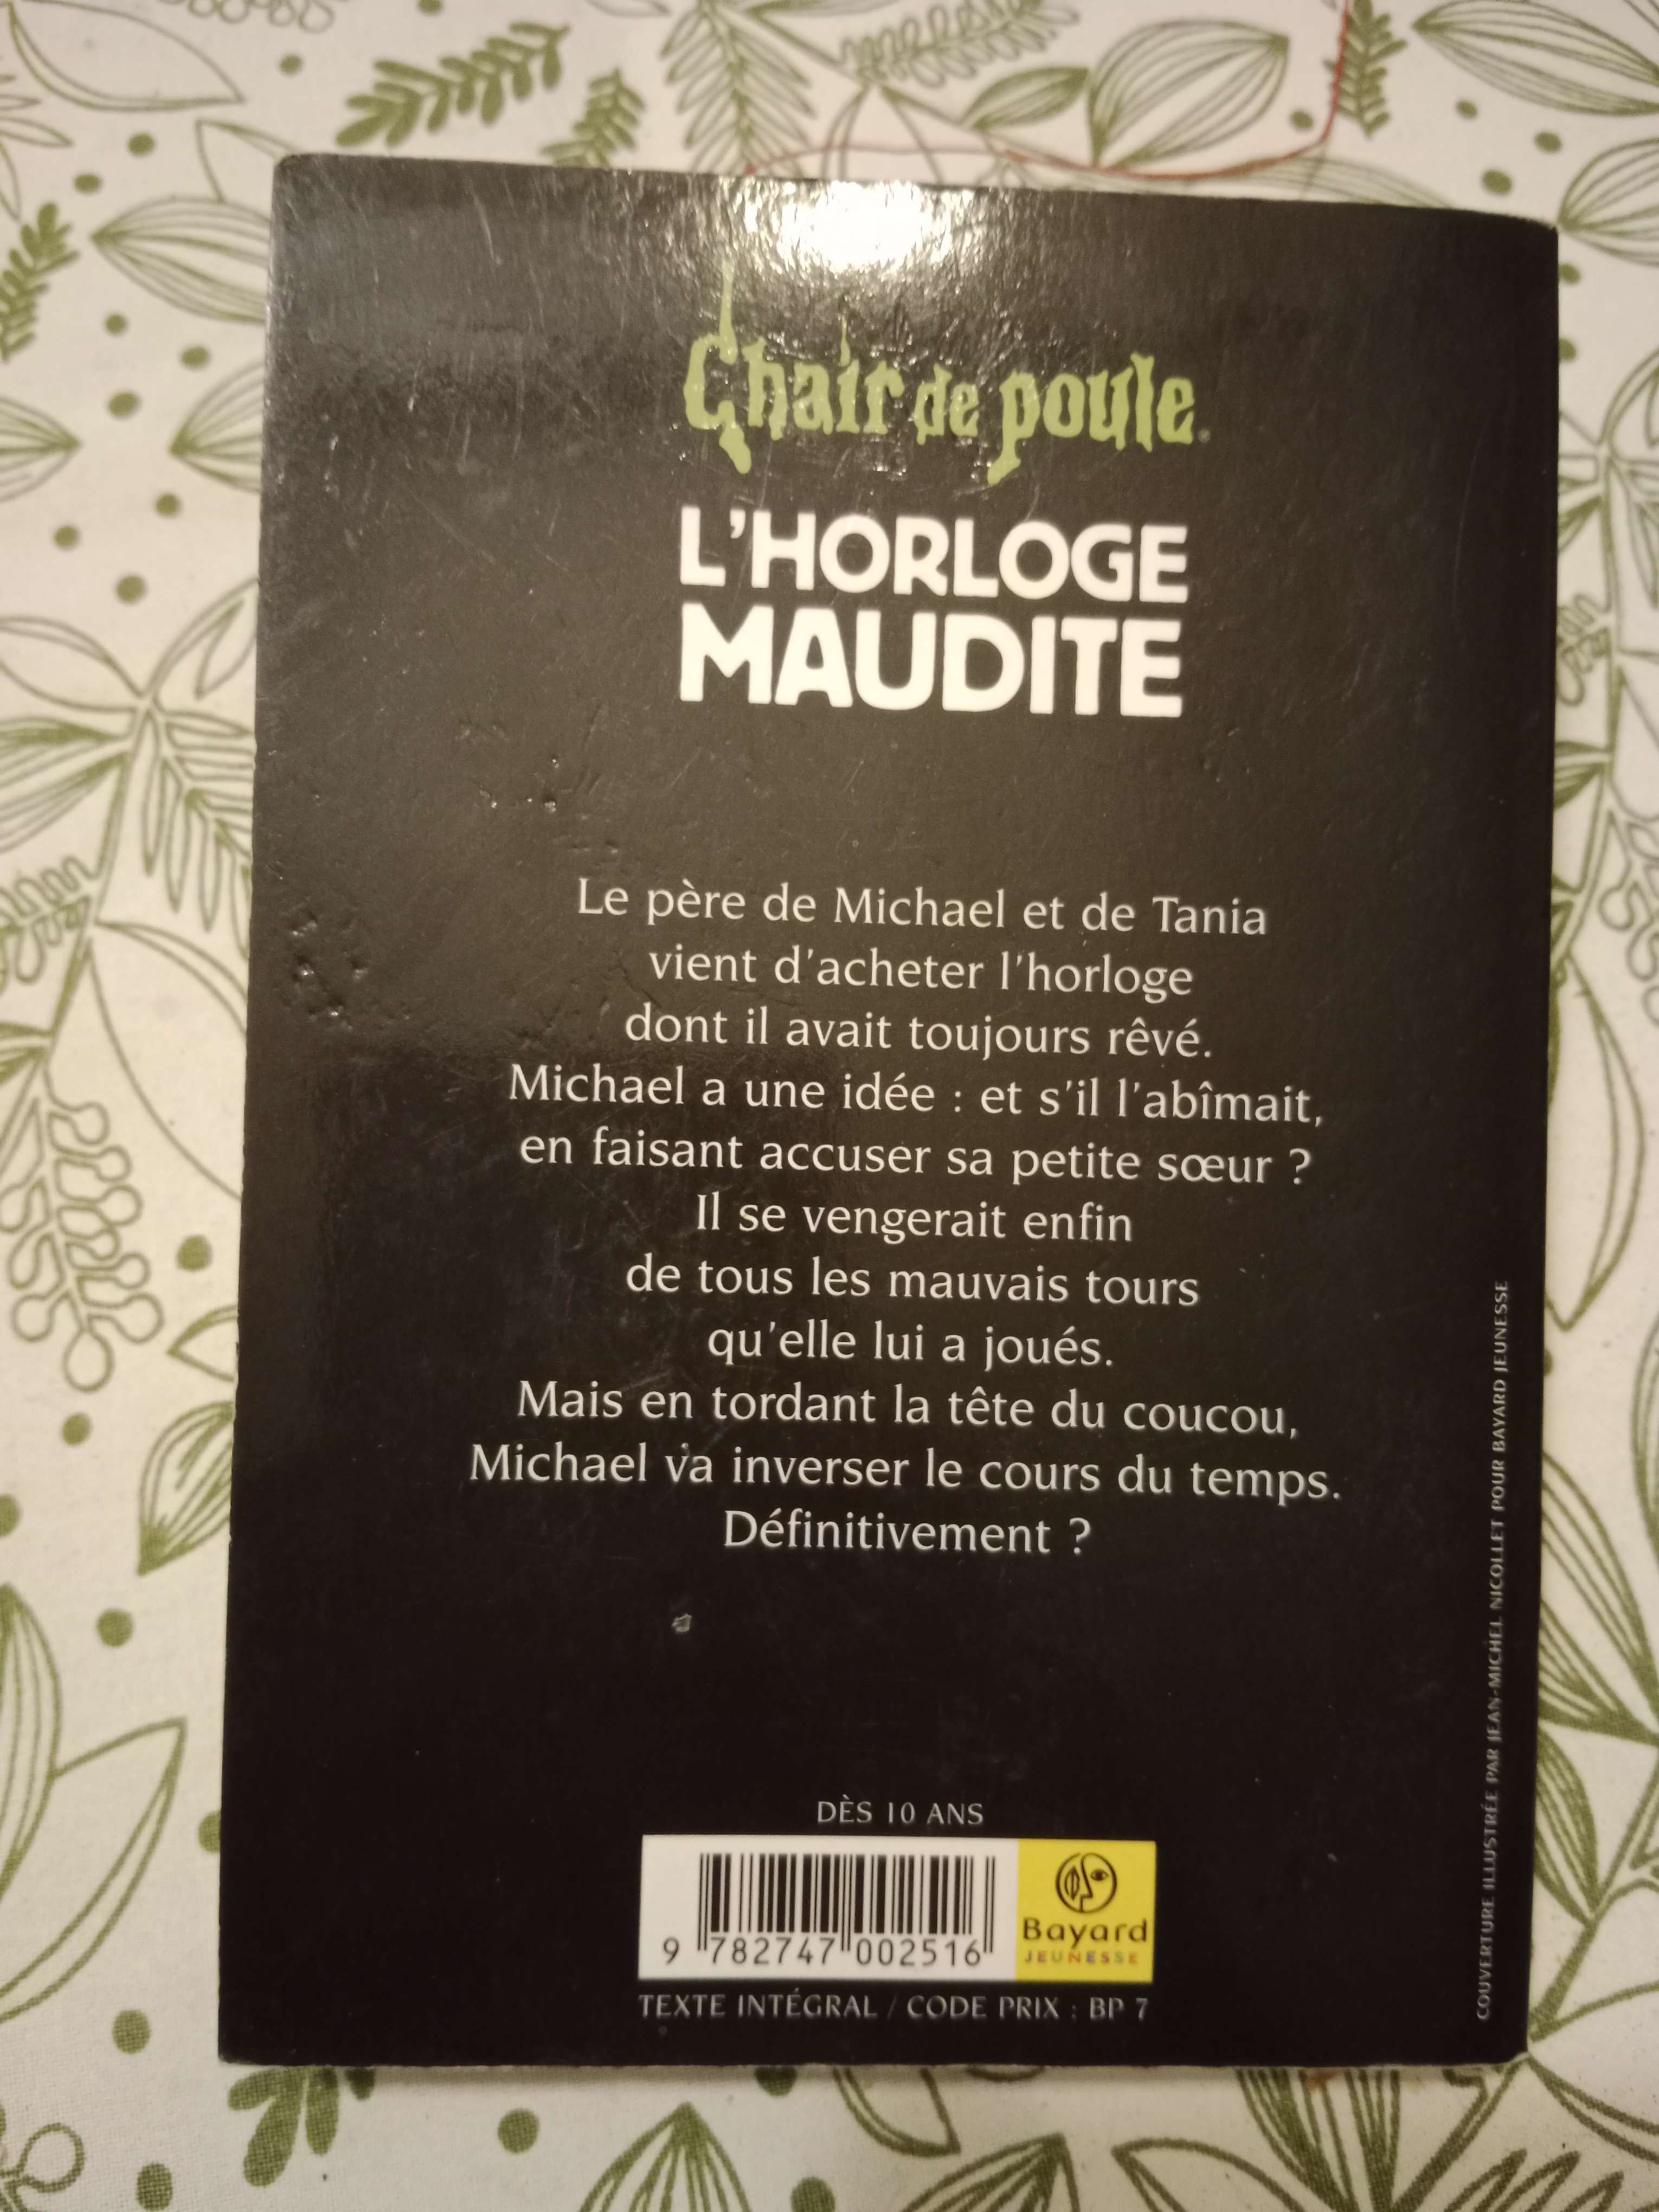 Chair de poule®
L'HORLOGE
MAUDITE
Le père de Michael et de Tania
vient d'acheter l'horloge
dont il avait toujours rêvé.
Michael a une idée : et s'il l'abîmait,
en faisant accuser sa petite sœur ?
Il se vengerait enfin
de tous les mauvais tours
qu'elle lui a joués.
Mais en tordant la tête du coucou,
Michael va inverser le cours du temps.
Définitivement ?
DÈS 10 ANS
9 782747 002516
Bayard
JEUNESSE
TEXTE INTÉGRAL / CODE PRIX : BP 7
COUVERTURE ILLUSTRÉE PAR JEAN-MICHEL NICOLLET POUR BAYARD JEUNESSE